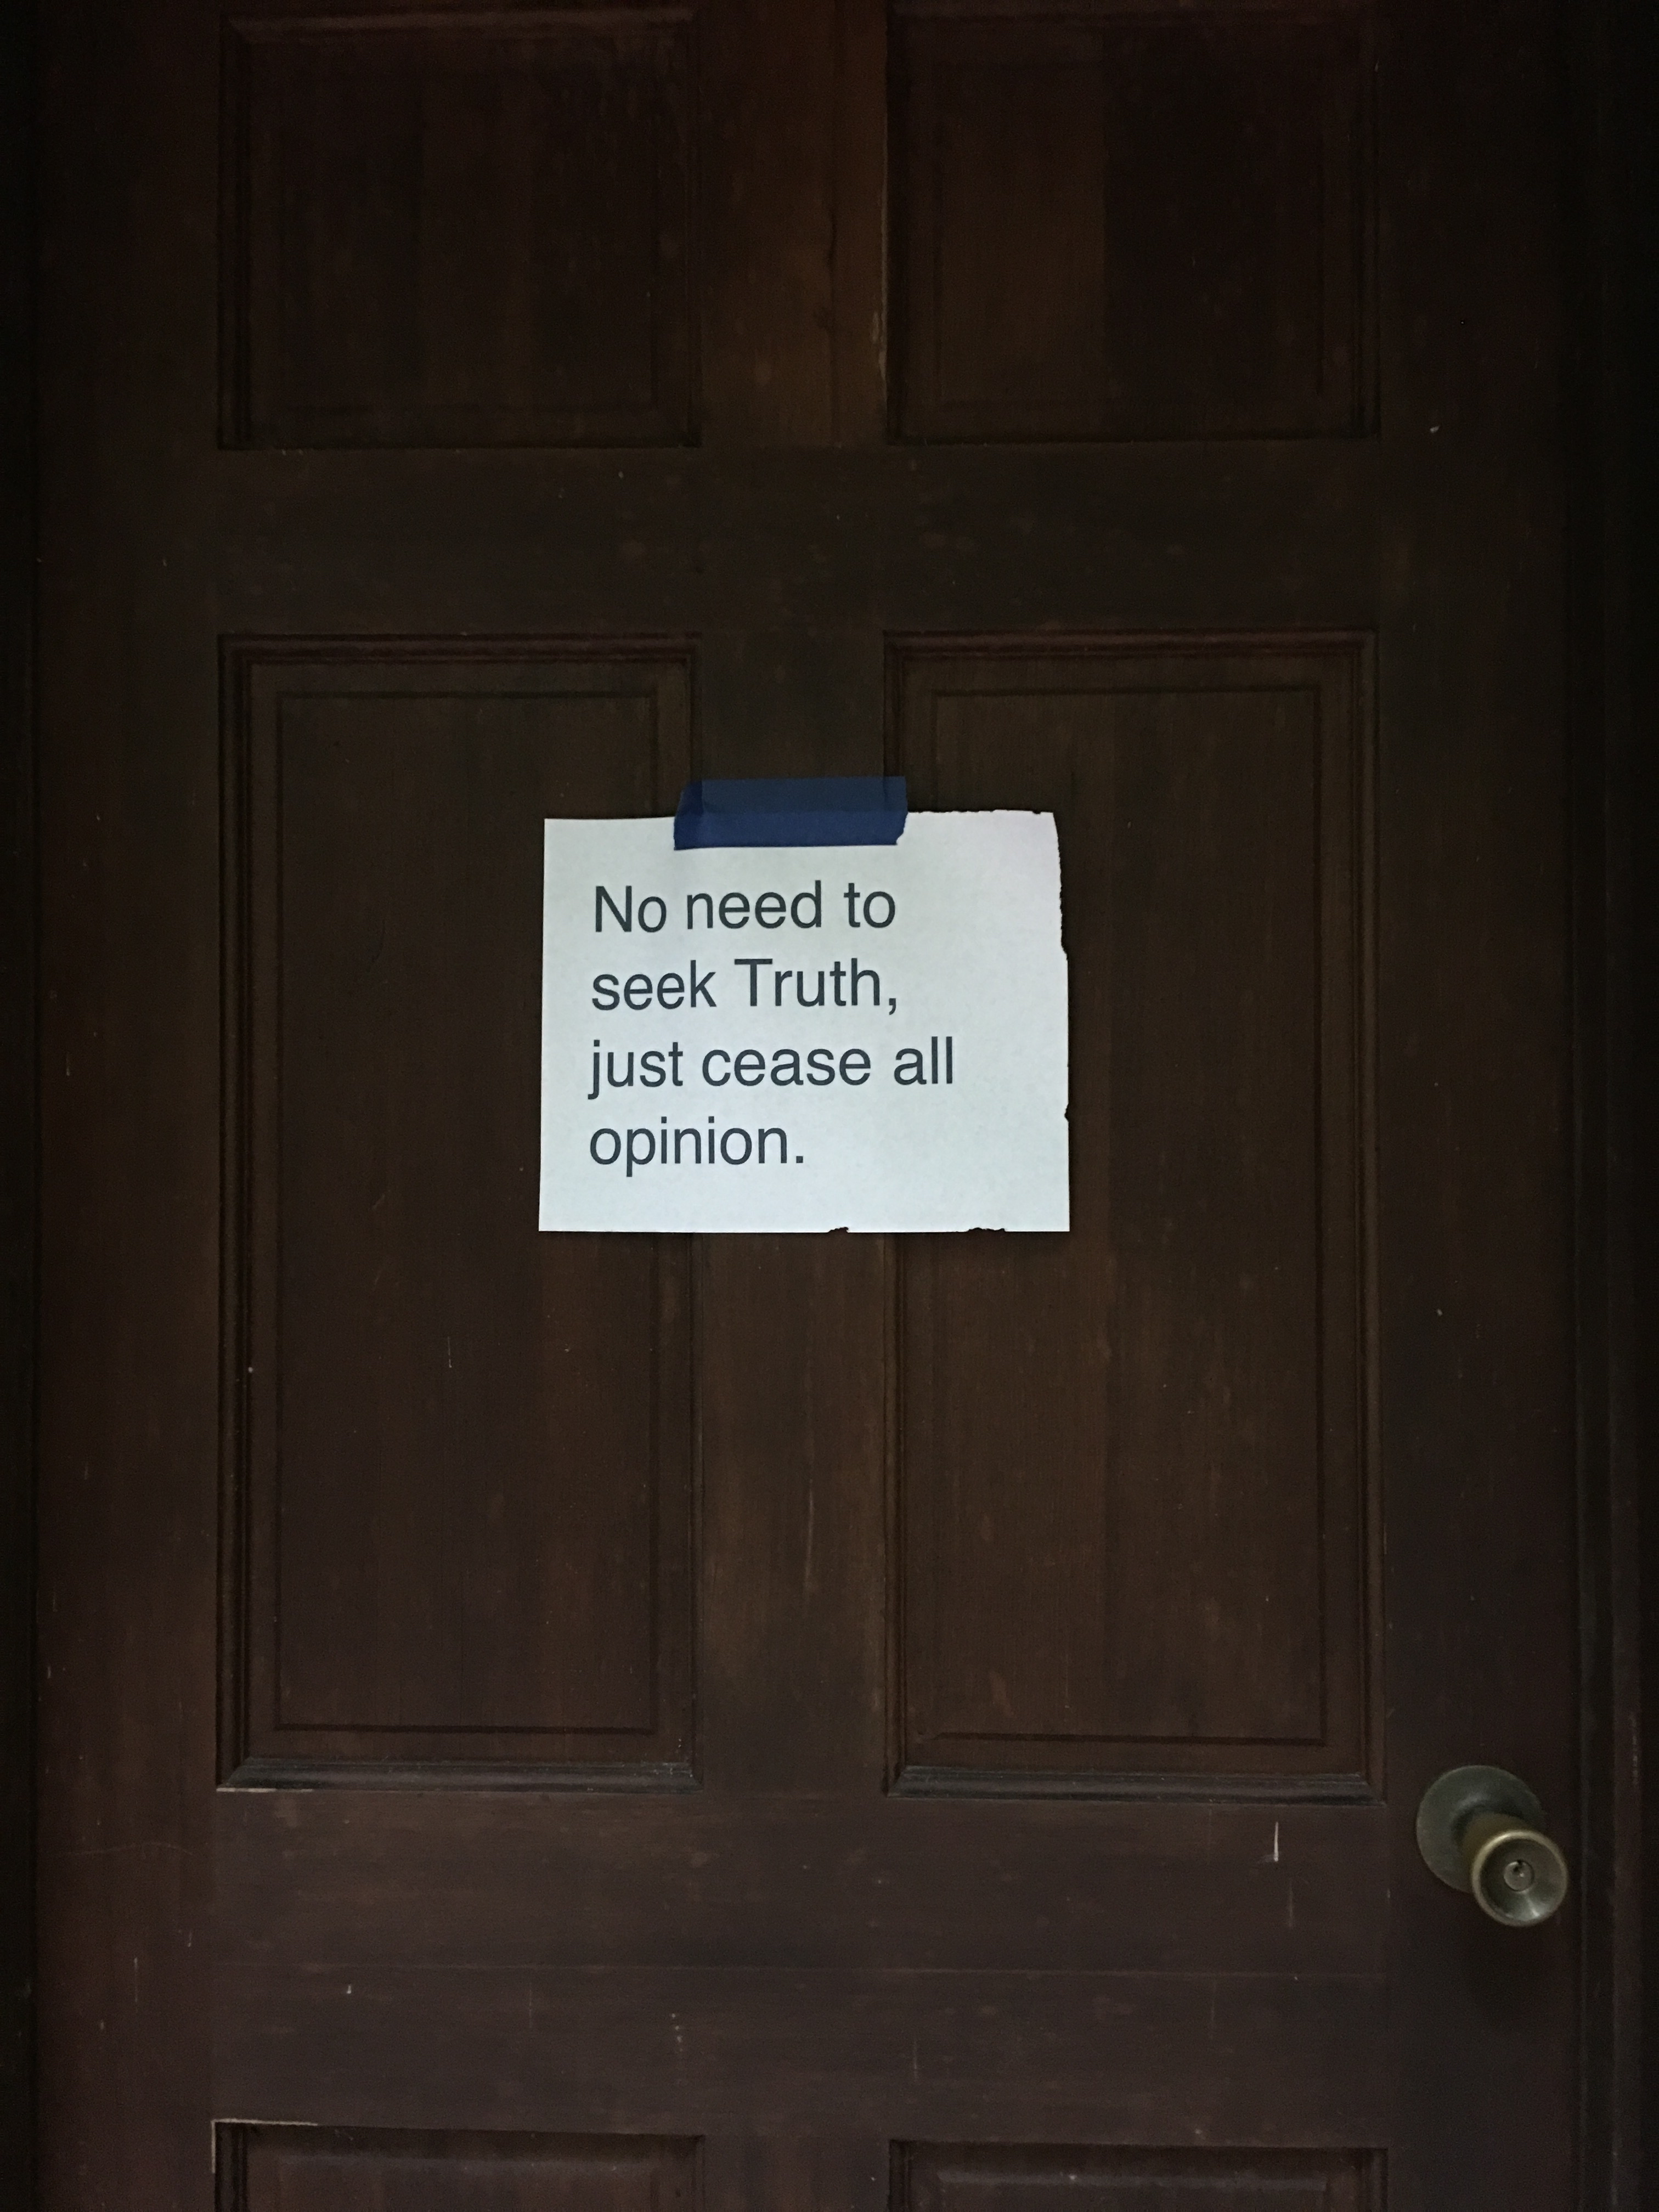 No need to
seek Truth,
just cease all
opinion.